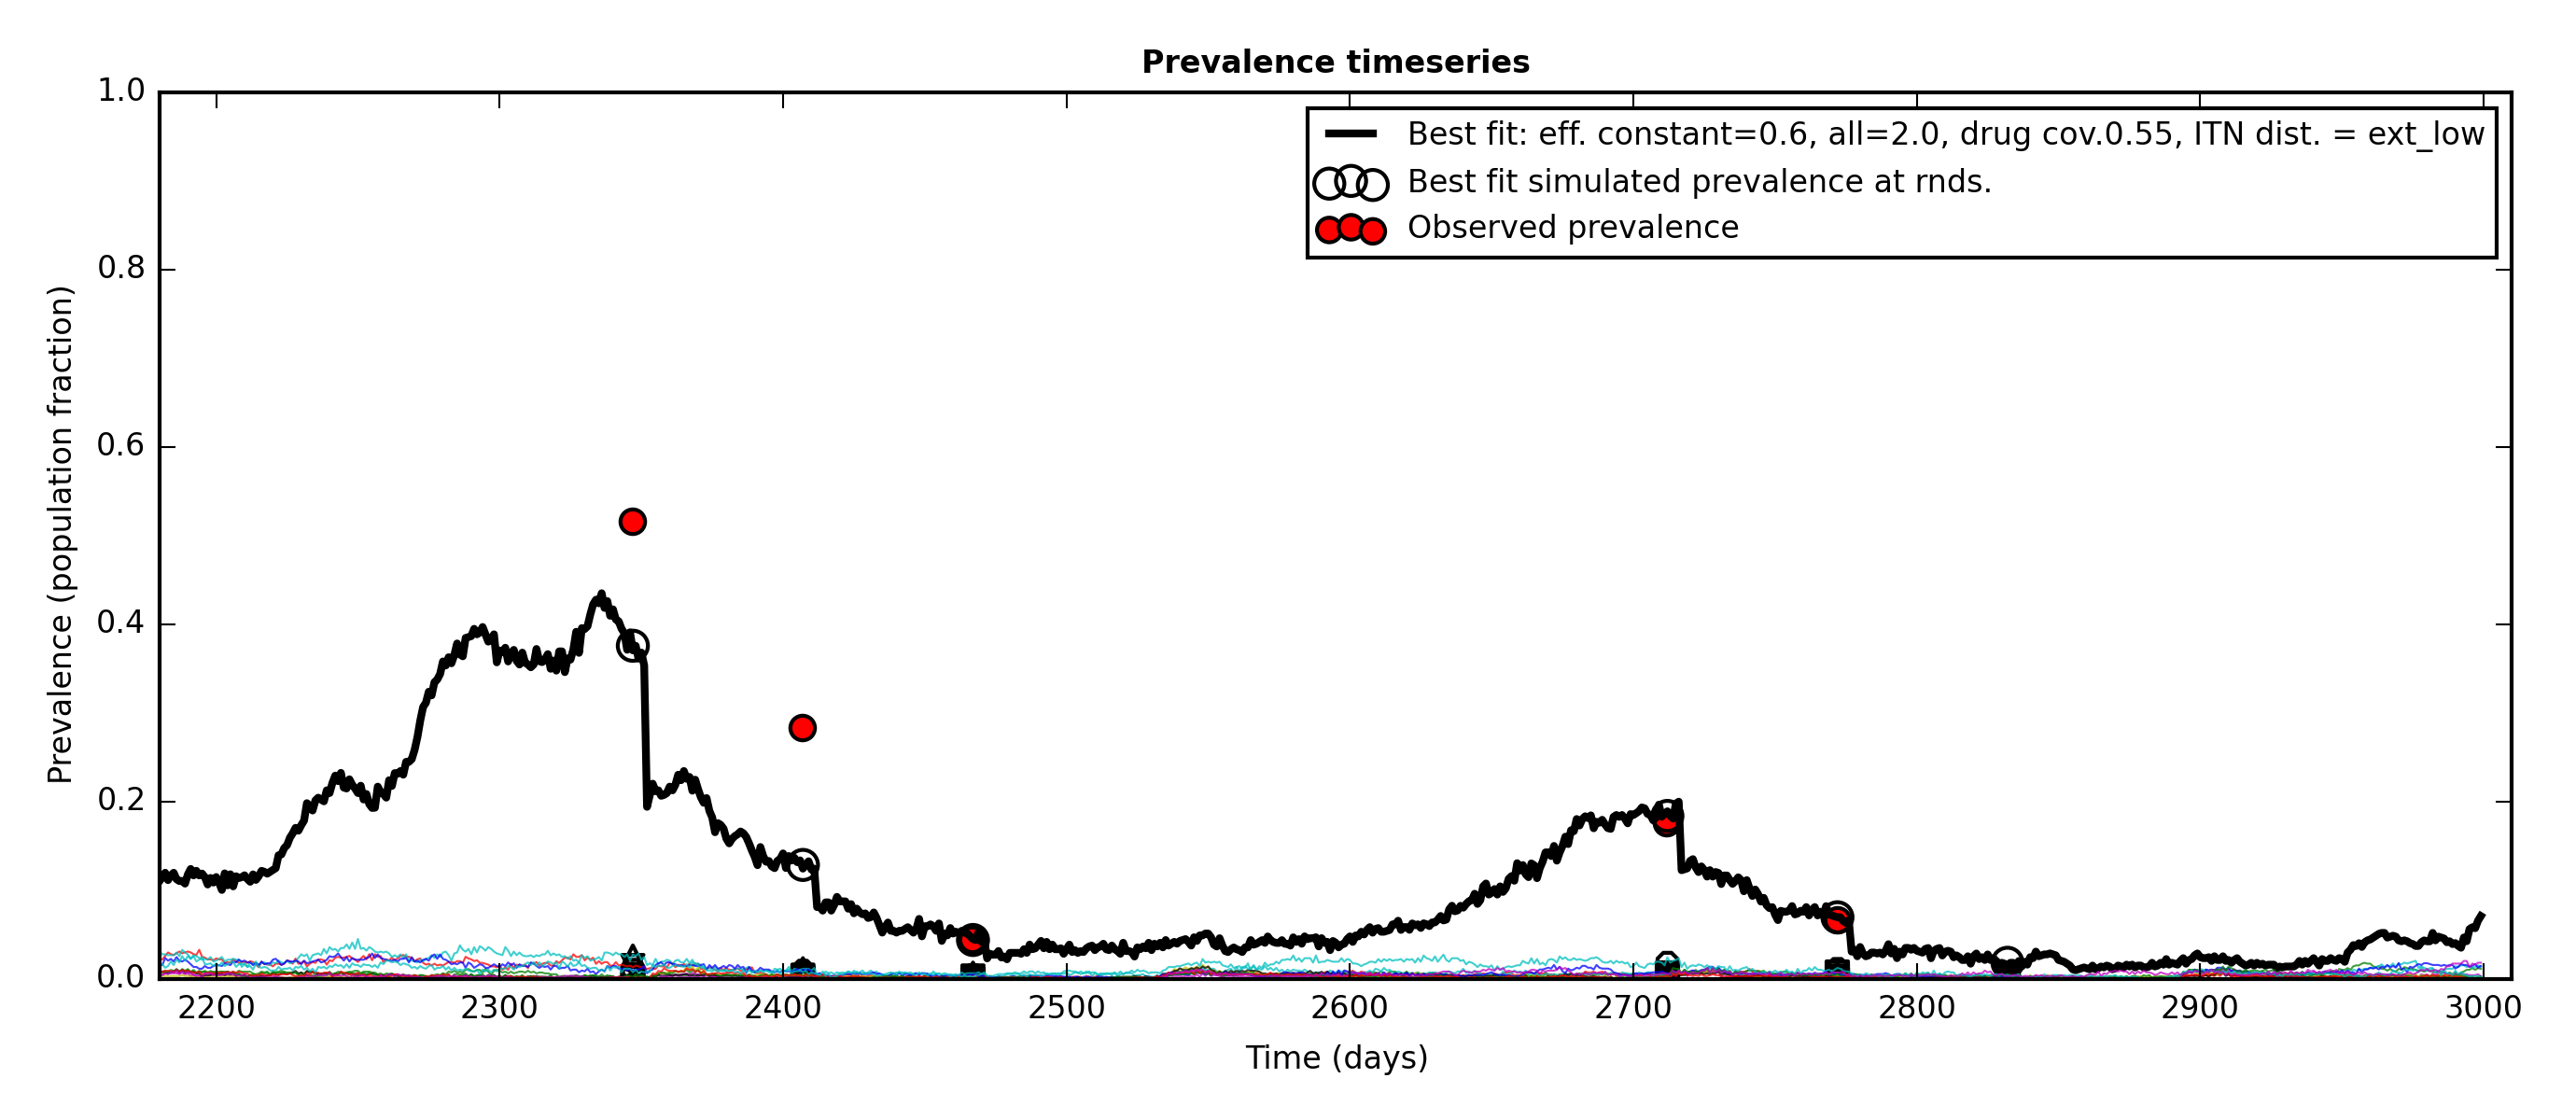 Prevalence timeseries
Best fit: eff. constant=0.6, all=2.0, drug cov.0.55, ITN dist. = ext_low
Best fit simulated prevalence at rnds.
Observed prevalence
Prevalence (population fraction)
1.0
0.8
0.6
0.4
0.2
0.0
2200 2300 2400 2500 2600 2700 2800 2900 3000
Time (days)